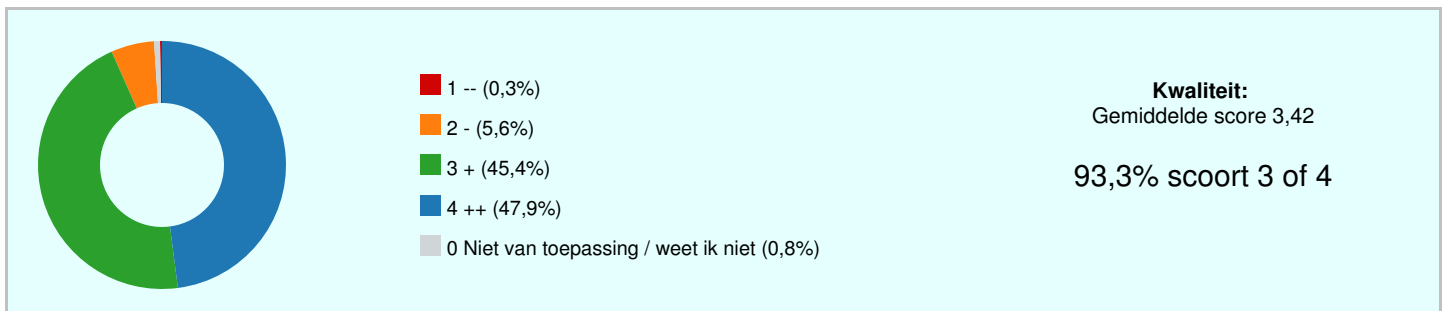 1 -- (0,3%)
2 - (5,6%)
3 + (45,4%)
4 ++ (47,9%)
0 Niet van toepassing / weet ik niet (0,8%)
Kwaliteit:
Gemiddelde score 3,42
93,3% scoort 3 of 4